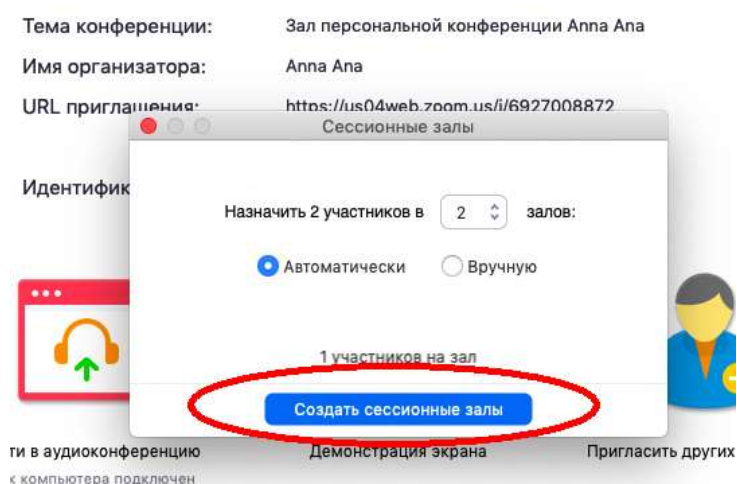 Тема конференции: Зал персональной конференции Anna Ana
Имя организатора: Anna Ana
URL приглашения: https://us04web.zoom.us/j/6927008872
Сессионные залы
Идентифик
Назначить 2 участников в 2 залов:
Автоматически Вручную
1 участников на зал
Создать сессионные залы
ти в аудиоконференцию Демонстрация экрана Пригласить других
к компьютера подключен